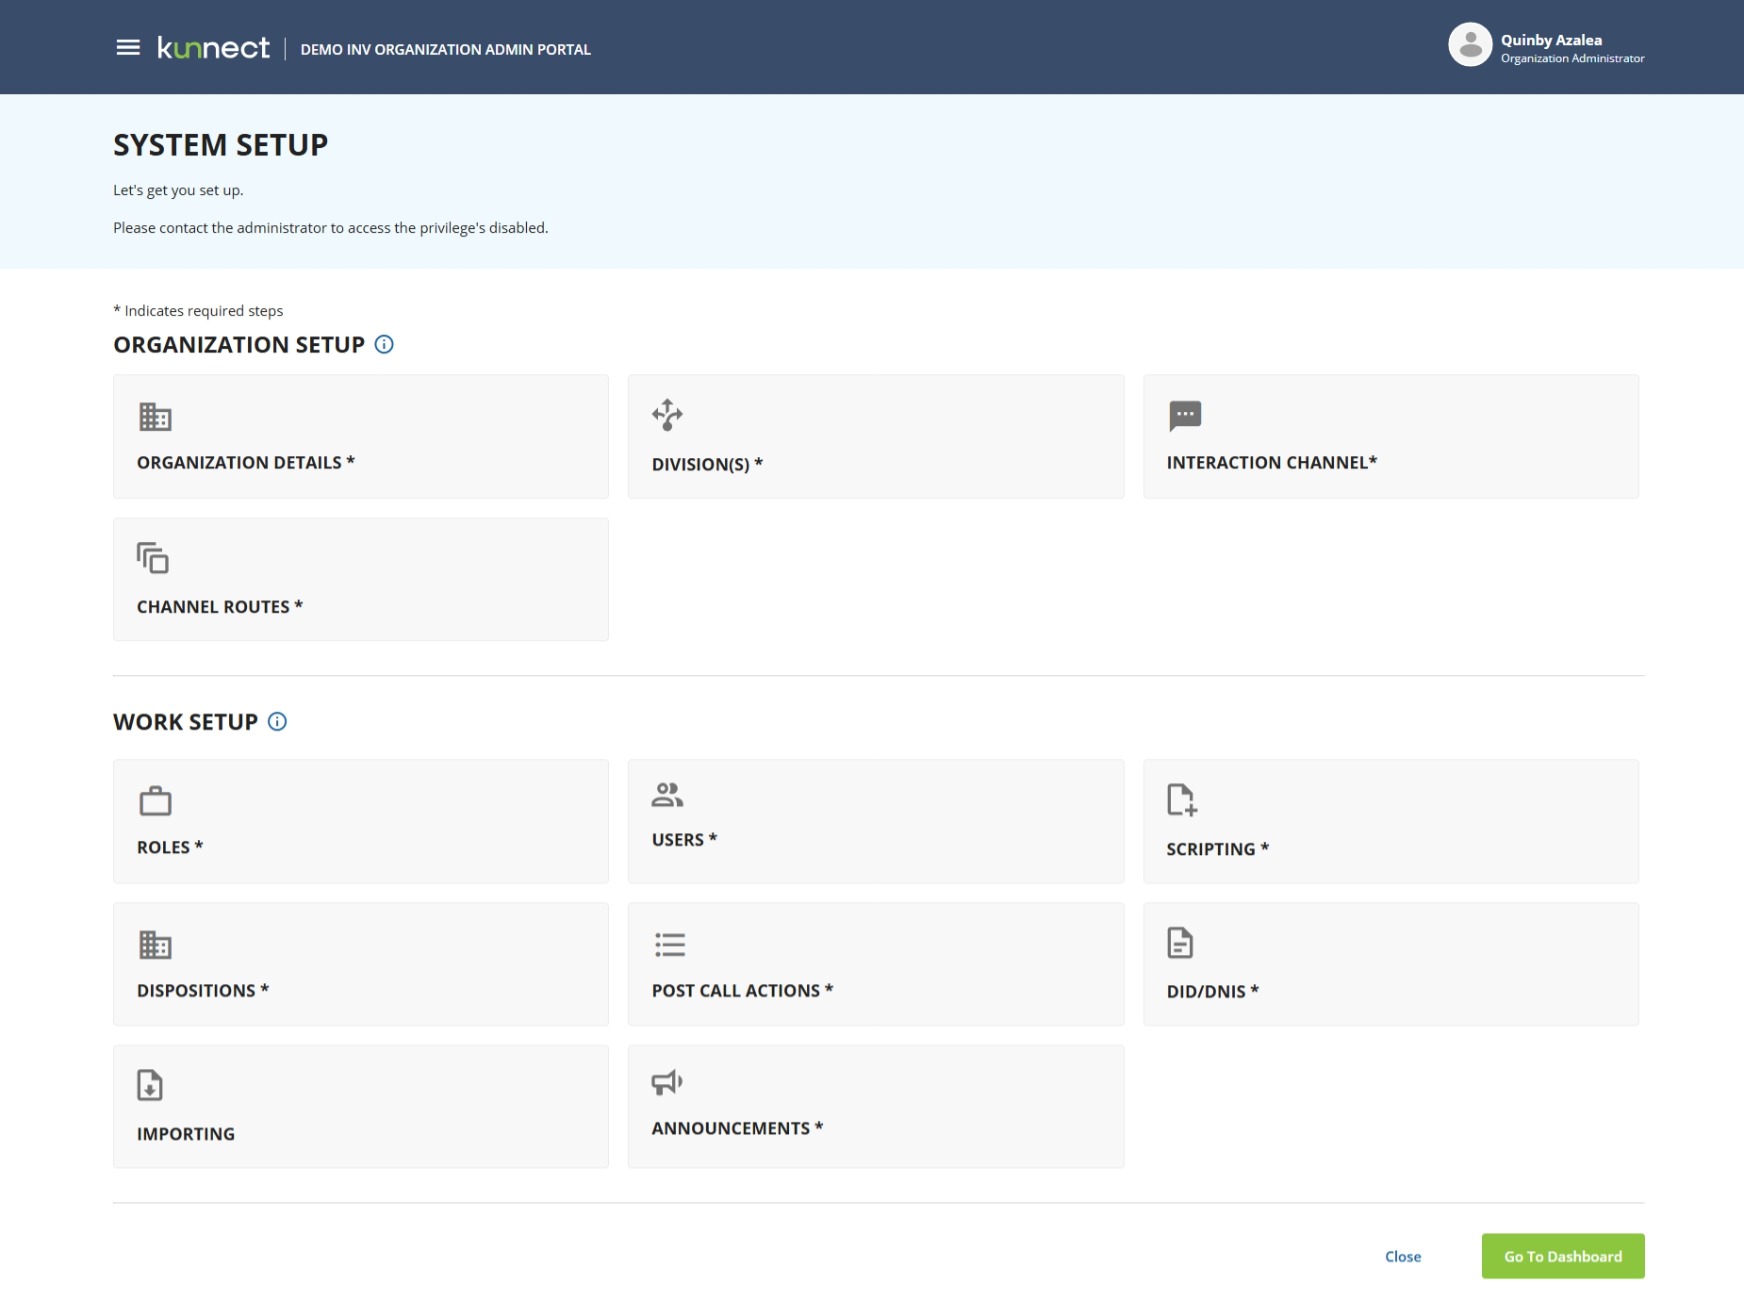 kunnect
DEMO INV ORGANIZATION ADMIN PORTAL
Quinby Azalea
Organization Administrator
SYSTEM SETUP
Let's get you set up.
Please contact the administrator to access the privilege's disabled.
* Indicates required steps
ORGANIZATION SETUP
ORGANIZATION DETAILS *
DIVISION(S) *
INTERACTION CHANNEL*
CHANNEL ROUTES *
WORK SETUP
ROLES *
USERS *
SCRIPTING *
DISPOSITIONS *
POST CALL ACTIONS *
DID/DNIS *
IMPORTING
ANNOUNCEMENTS *
Close
Go To Dashboard